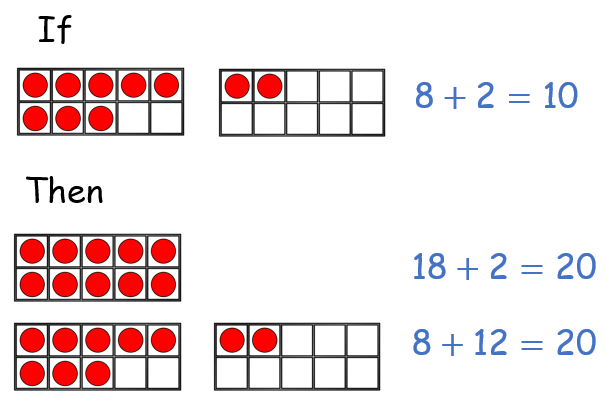 If
8 + 2 = 10
Then
18 + 2 = 20
8 + 12 = 20